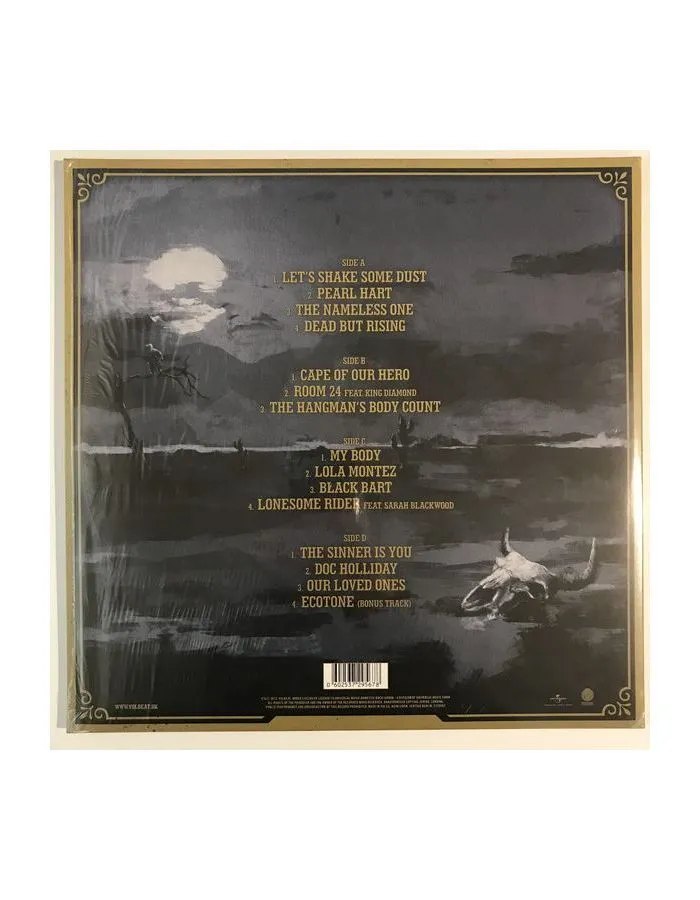 SIDE A
1. LET'S SHAKE SOME DUST
2. PEARL HART
3. THE NAMELESS ONE
4. DEAD BUT RISING
SIDE B
1. CAPE OF OUR HERO
2. ROOM 24 FEAT. KING DIAMOND
3. THE HANGMAN'S BODY COUNT
SIDE C
1. MY BODY
2. LOLA MONTEZ
3. BLACK BART
4. LONESOME RIDER FEAT. SARAH BLACKWOOD
SIDE D
1. THE SINNER IS YOU
2. DOC HOLLIDAY
3. OUR LOVED ONES
4. ECOTONE (BONUS TRACK)
0 602537 295678
WWW.VOLBEAT.DK